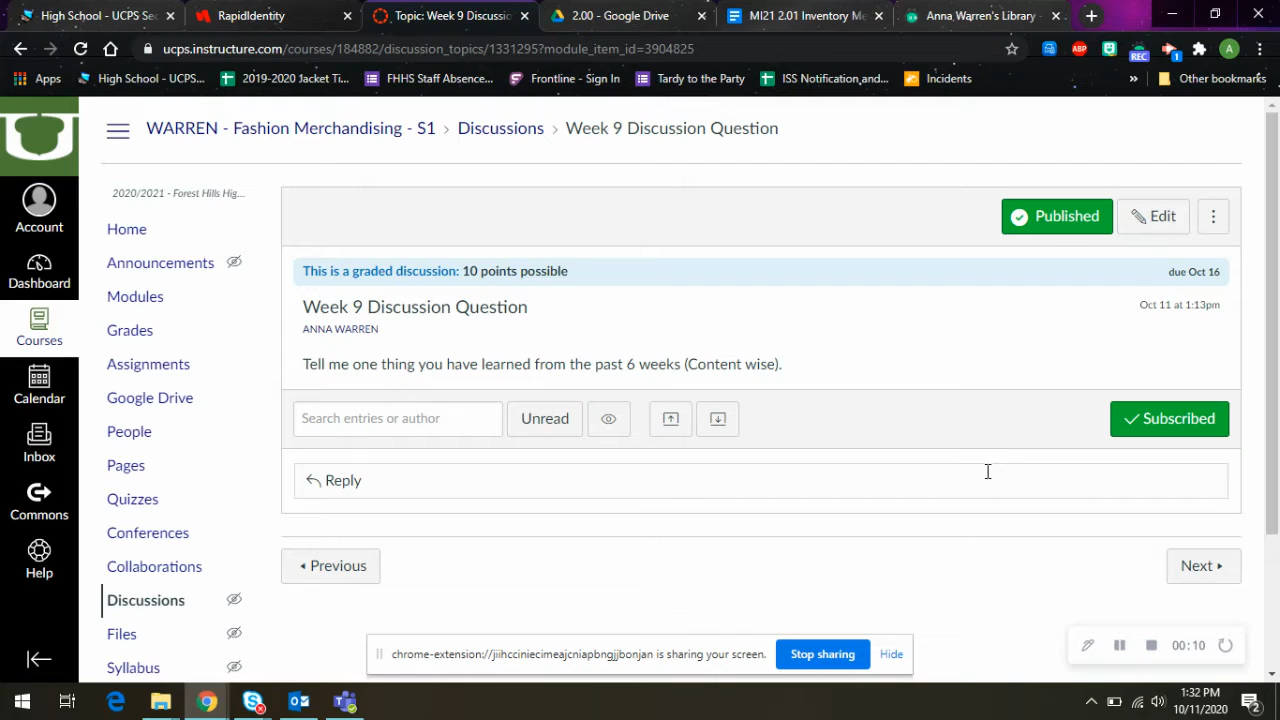 High School - UCPS Sec
RapidIdentity
Topic: Week 9 Discussio
2.00 - Google Drive
MI21 2.01 Inventory Me
Anna Warren's Library -
ucps.instructure.com/courses/184882/discussion_topics/1331295?module_item_id=3904825
ABP
REC
1
A
Apps
High School - UCPS...
2019-2020 Jacket Ti...
FHHS Staff Absence...
Frontline - Sign In
Tardy to the Party
ISS Notification,and...
Incidents
»
Other bookmarks
WARREN - Fashion Merchandising - S1 › Discussions › Week 9 Discussion Question
2020/2021 - Forest Hills Hig...
Account
Dashboard
Courses
Calendar
Inbox
Commons
Help
Home
Announcements
Modules
Grades
Assignments
Google Drive
People
Pages
Quizzes
Conferences
Collaborations
Discussions
Files
Syllabus
Published
Edit
This is a graded discussion: 10 points possible
due Oct 16
Week 9 Discussion Question
Oct 11 at 1:13pm
ANNA WARREN
Tell me one thing you have learned from the past 6 weeks (Content wise).
Search entries or author
Unread
Subscribed
Reply
Previous
Next
chrome-extension://jiihcciniecimeajcniapbngjjbonjan is sharing your screen.
Stop sharing
Hide
00:10
1:32 PM
10/11/2020
2